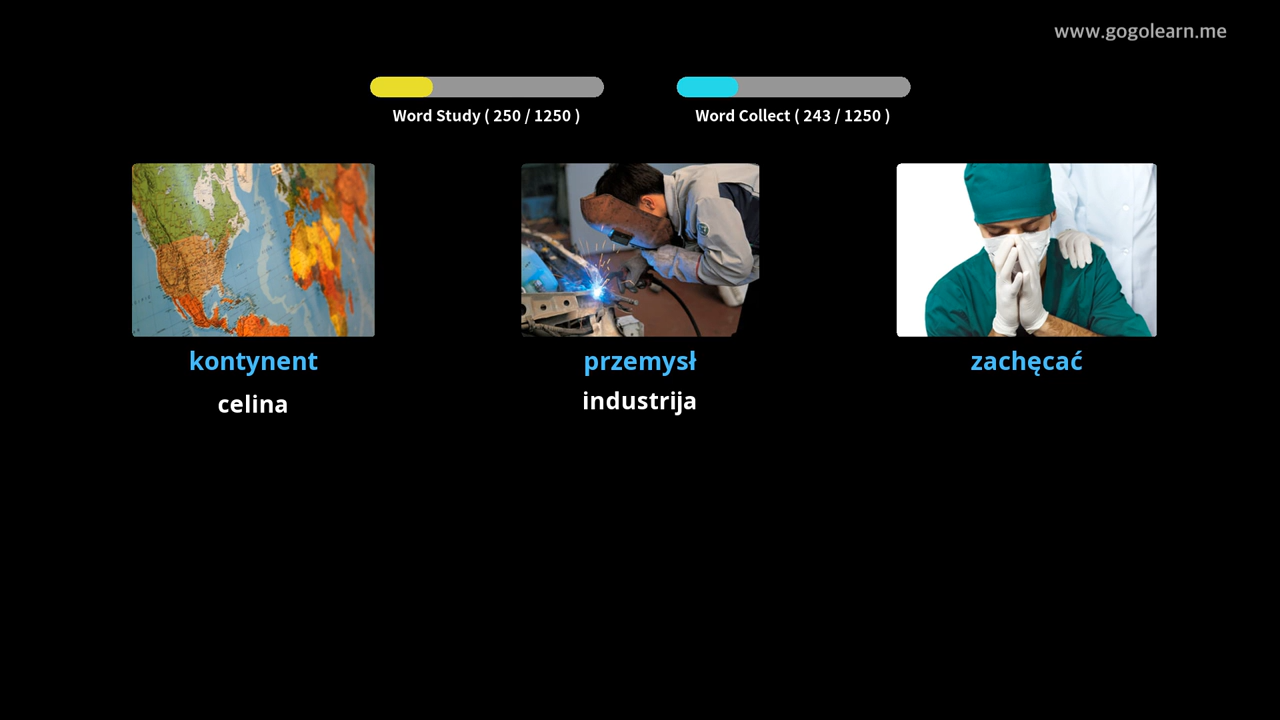 www.gogolearn.me
Word Study ( 250 / 1250 )
Word Collect ( 243 / 1250 )
kontynent
przemysł
zachęcać
celina
industrija